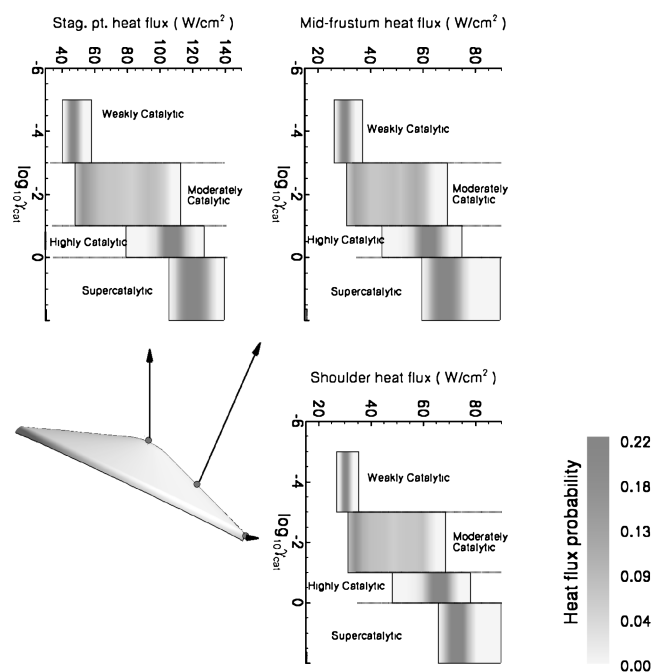 Stag. pt. heat flux ( W/cm2 )
40 60 80 100 120 140
-6
-4
-2
0
log10γcat
Weakly Catalytic
Moderately
Catalytic
Highly Catalytic
Supercatalytic
Mid-frustum heat flux ( W/cm2 )
20 40 60 80
-6
-4
-2
0
log10γcat
Weakly Catalytic
Moderately
Catalytic
Highly Catalytic
Supercatalytic
Shoulder heat flux ( W/cm2 )
20 40 60 80
-6
-4
-2
0
log10γcat
Weakly Catalytic
Moderately
Catalytic
Highly Catalytic
Supercatalytic
Heat flux probability
0.22
0.18
0.13
0.09
0.04
0.00